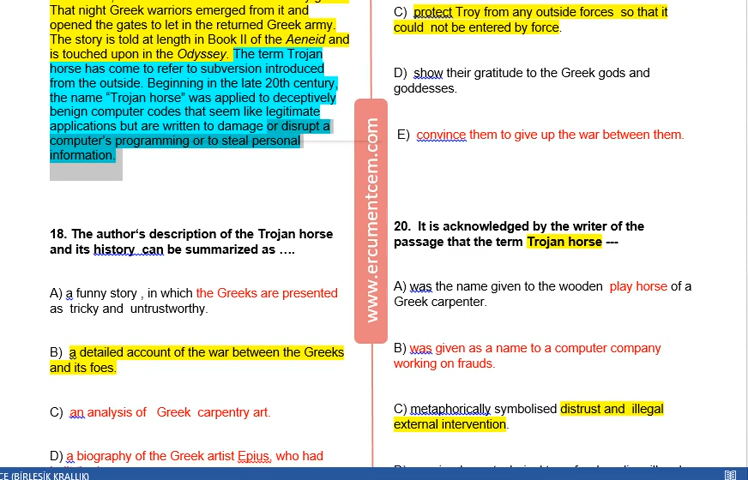 That night Greek warriors emerged from it and
opened the gates to let in the returned Greek army.
The story is told at length in Book II of the Aeneid and
is touched upon in the Odyssey. The term Trojan
horse has come to refer to subversion introduced
from the outside. Beginning in the late 20th century,
the name “Trojan horse” was applied to deceptively
benign computer codes that seem like legitimate
applications but are written to damage or disrupt a
computer’s programming or to steal personal
information.
18. The author‘s description of the Trojan horse
and its history can be summarized as ….
A) a funny story , in which the Greeks are presented
as tricky and untrustworthy.
B) a detailed account of the war between the Greeks
and its foes.
C) an analysis of Greek carpentry art.
D) a biography of the Greek artist Epius, who had
www.ercumentcem.com
C) protect Troy from any outside forces so that it
could not be entered by force.
D) show their gratitude to the Greek gods and
goddesses.
E) convince them to give up the war between them.
20. It is acknowledged by the writer of the
passage that the term Trojan horse ---
A) was the name given to the wooden play horse of a
Greek carpenter.
B) was given as a name to a computer company
working on frauds.
C) metaphorically symbolised distrust and illegal
external intervention.
CE (BİRLEŞİK KRALLIK)